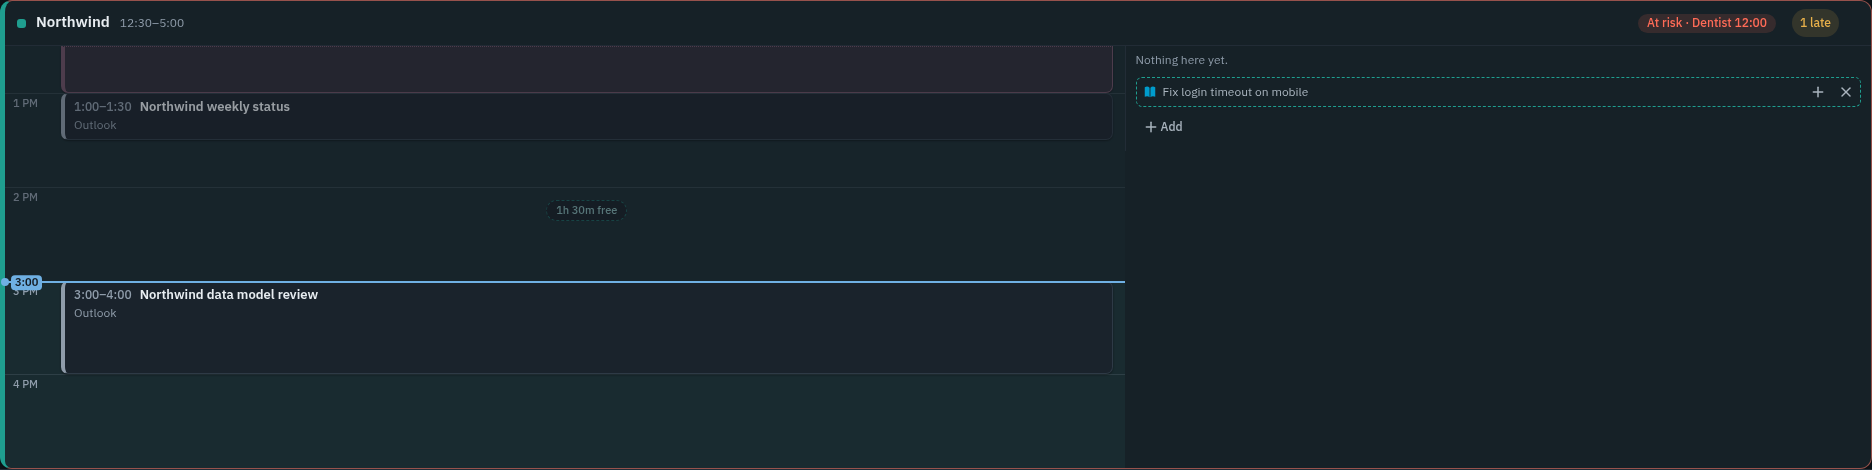 Northwind 12:30–5:00
At risk · Dentist 12:00
1 late
1 PM
1:00–1:30 Northwind weekly status
Outlook
2 PM
1h 30m free
3:00
3 PM
3:00–4:00 Northwind data model review
Outlook
4 PM
Nothing here yet.
Fix login timeout on mobile
+ Add